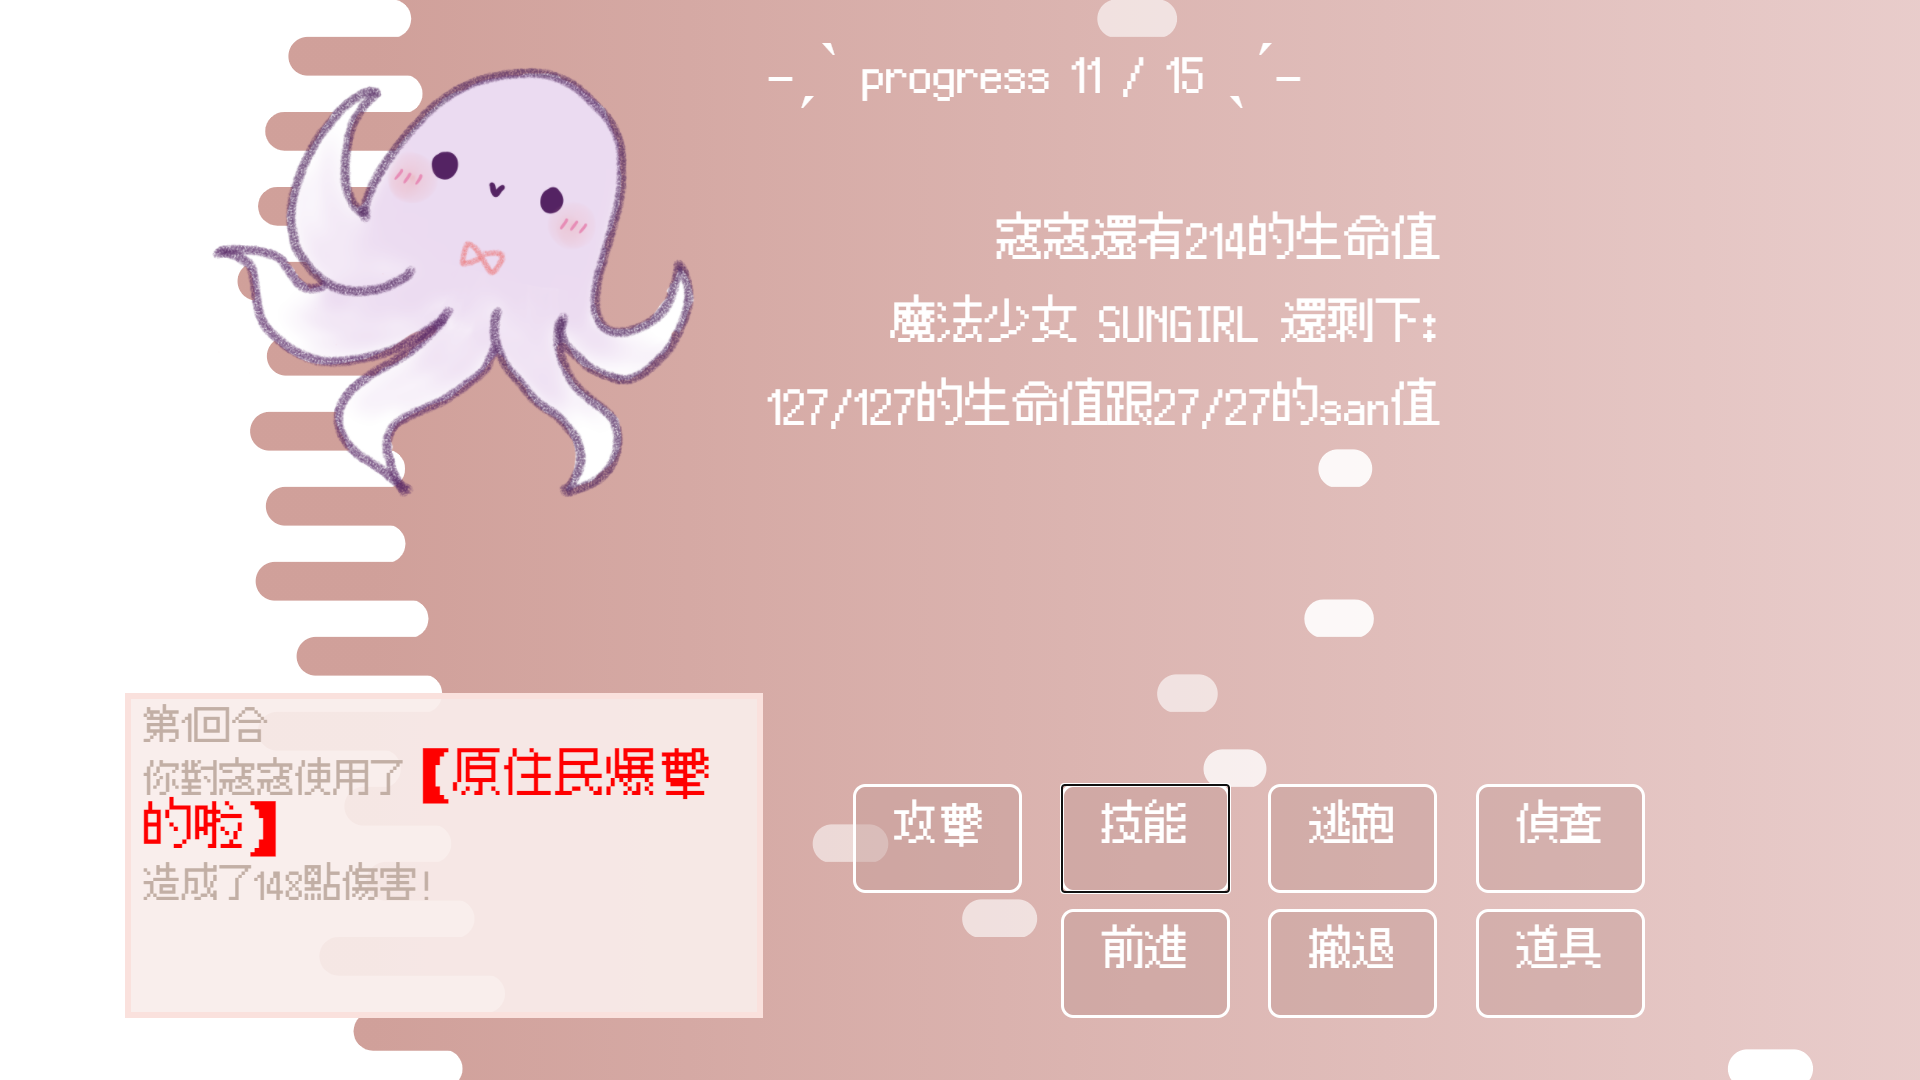 -ˏˋ progress 11 / 15 ˎˊ-
寇寇還有214的生命值
魔法少女 SUNGIRL 還剩下:
127/127的生命值跟27/27的san值
第1回合
你對寇寇使用了【原住民爆擊
的啦】
造成了148點傷害!
攻擊
技能
逃跑
偵查
前進
撤退
道具